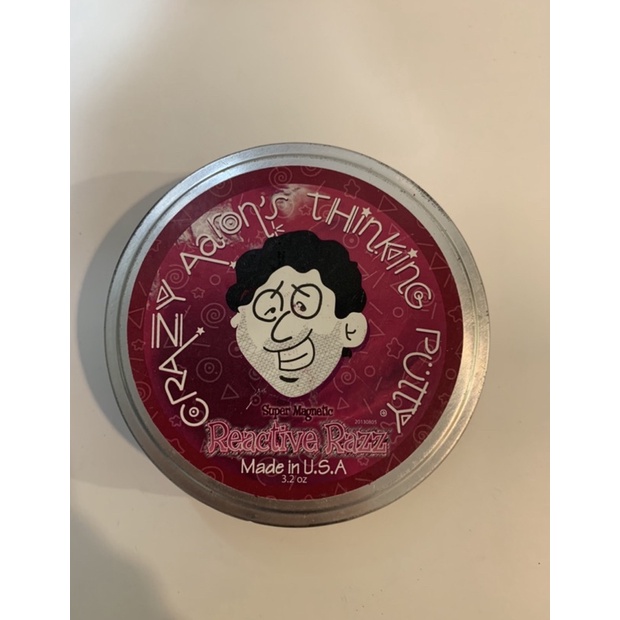 CRAZY Aaron's THinKinG PUTTY
Super Magnetic
Reactive Razz
Made in U.S.A
3.2 oz